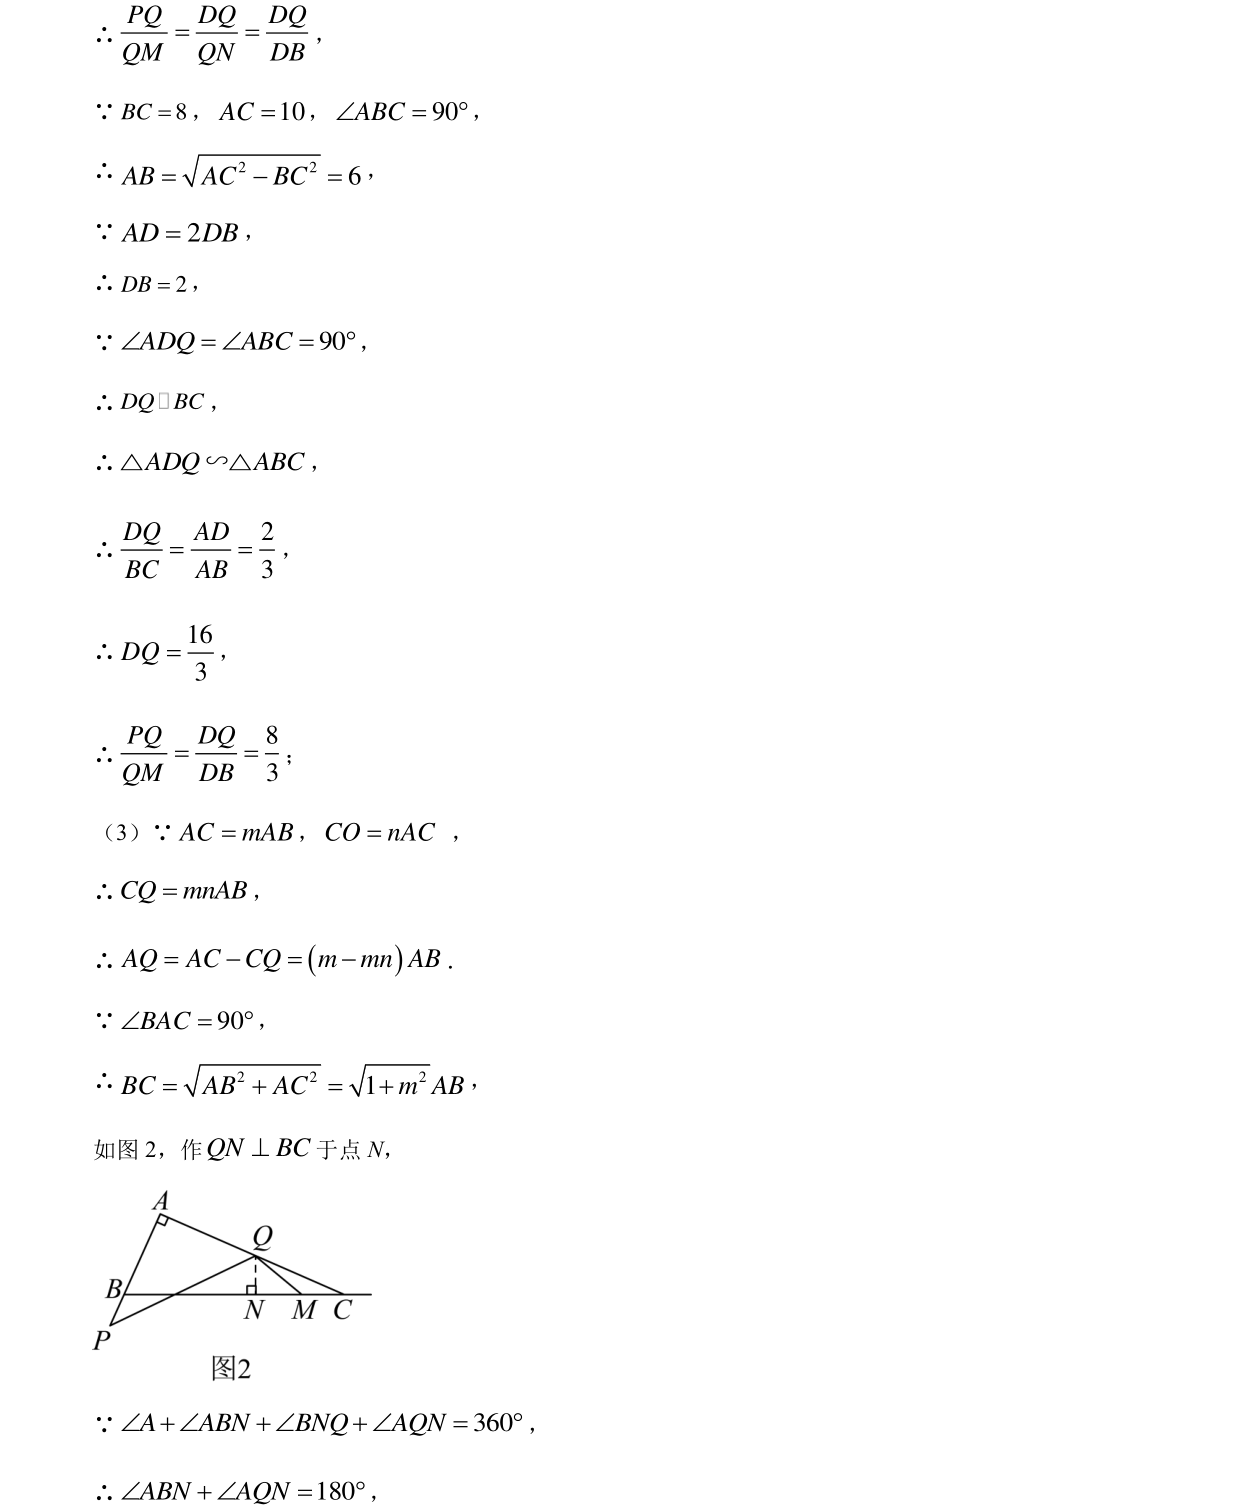 ∴ PQ/QM = DQ/QN = DQ/DB，
∵ BC = 8， AC = 10， ∠ABC = 90°，
∴ AB = √(AC² − BC²) = 6，
∵ AD = 2DB，
∴ DB = 2，
∵ ∠ADQ = ∠ABC = 90°，
∴ DQ▯BC，
∴ △ADQ∽△ABC，
∴ DQ/BC = AD/AB = 2/3，
∴ DQ = 16/3，
∴ PQ/QM = DQ/DB = 8/3；
（3）∵ AC = mAB， CO = nAC ，
∴ CQ = mnAB，
∴ AQ = AC − CQ = (m − mn)AB．
∵ ∠BAC = 90°，
∴ BC = √(AB² + AC²) = √(1 + m²)AB，
如图 2，作 QN ⊥ BC 于点 N，
A
Q
B
N M C
P
图2
∵ ∠A + ∠ABN + ∠BNQ + ∠AQN = 360°，
∴ ∠ABN + ∠AQN = 180°，